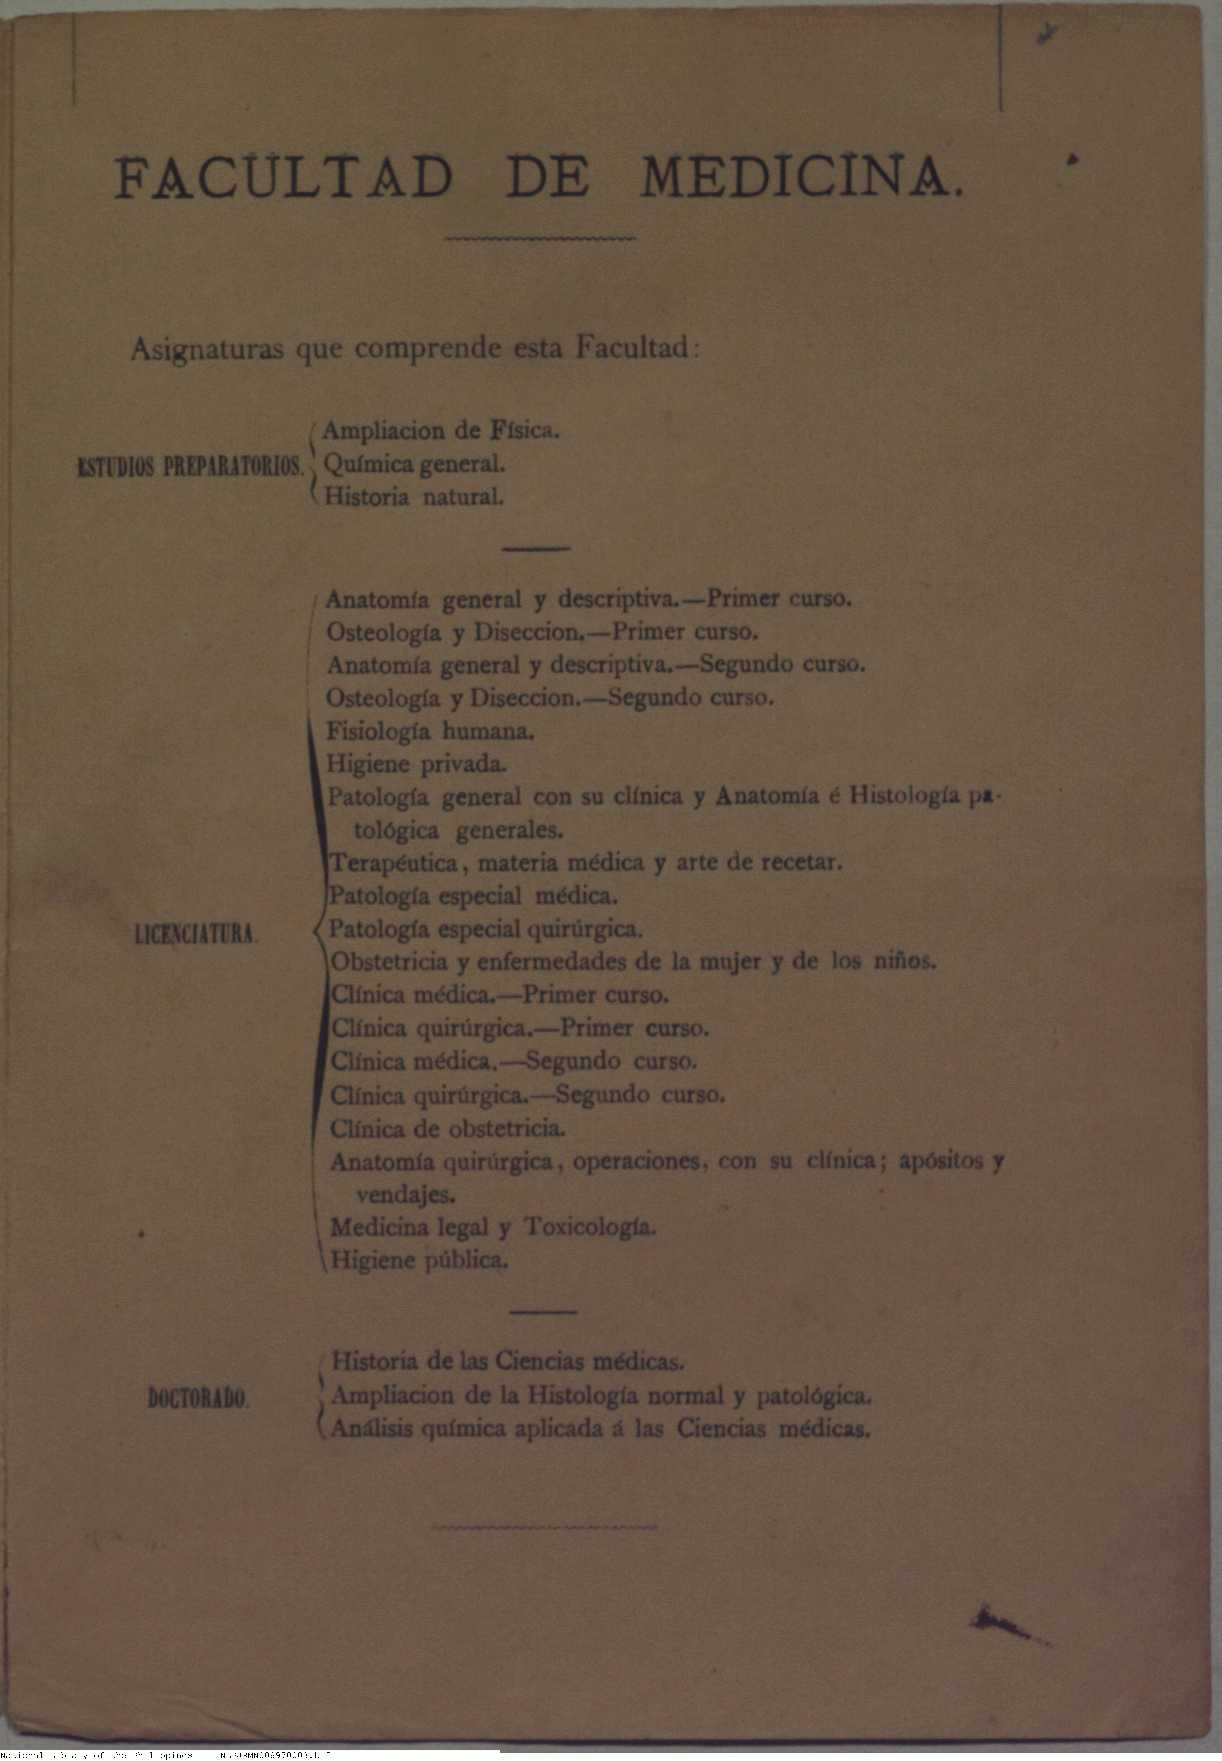 FACULTAD DE MEDICINA.
Asignaturas que comprende esta Facultad:
ESTUDIOS PREPARATORIOS.
Ampliacion de Física.
Química general.
Historia natural.
LICENCIATURA.
Anatomía general y descriptiva.—Primer curso.
Osteología y Diseccion.—Primer curso.
Anatomía general y descriptiva.—Segundo curso.
Osteología y Diseccion.—Segundo curso.
Fisiología humana.
Higiene privada.
Patología general con su clínica y Anatomía é Histología pa-
tológica generales.
Terapéutica, materia médica y arte de recetar.
Patología especial médica.
Patología especial quirúrgica.
Obstetricia y enfermedades de la mujer y de los niños.
Clínica médica.—Primer curso.
Clínica quirúrgica.—Primer curso.
Clínica médica.—Segundo curso.
Clínica quirúrgica.—Segundo curso.
Clínica de obstetricia.
Anatomía quirúrgica, operaciones, con su clínica; apósitos y
vendajes.
Medicina legal y Toxicología.
Higiene pública.
DOCTORADO.
Historia de las Ciencias médicas.
Ampliacion de la Histología normal y patológica.
Análisis química aplicada á las Ciencias médicas.
National Library of the Philippines